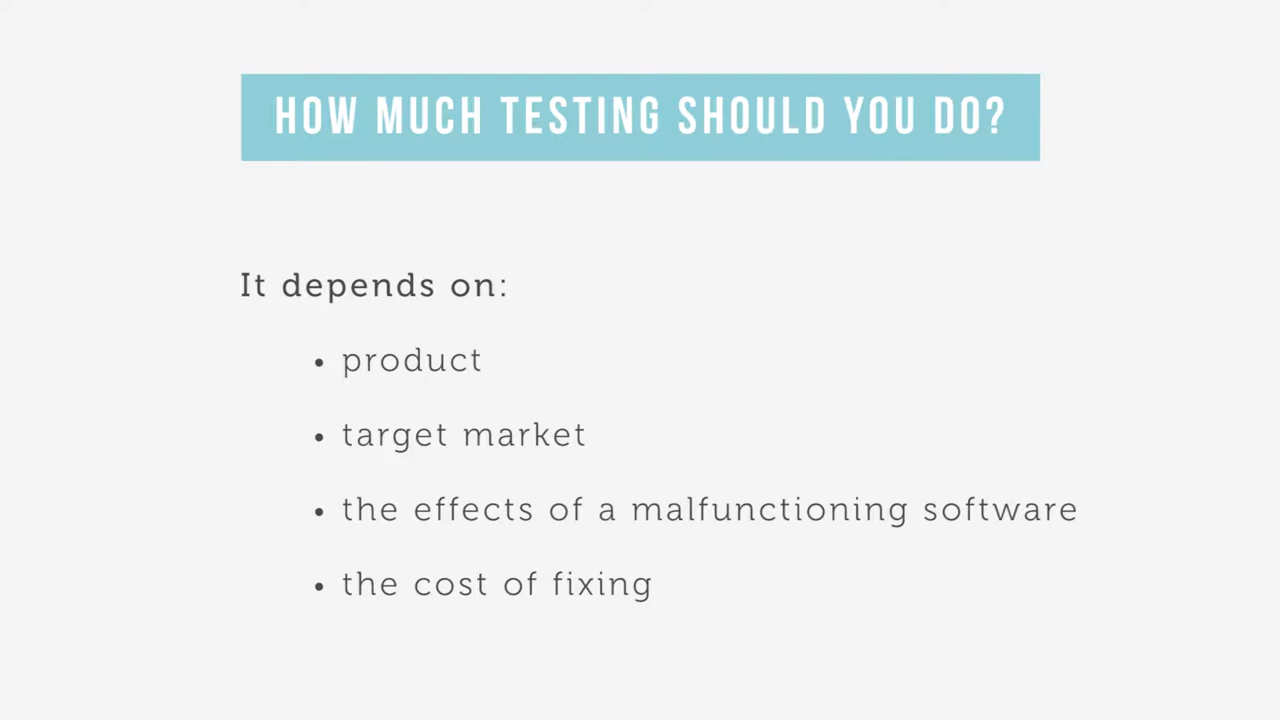 HOW MUCH TESTING SHOULD YOU DO?
It depends on:
• product
• target market
• the effects of a malfunctioning software
• the cost of fixing